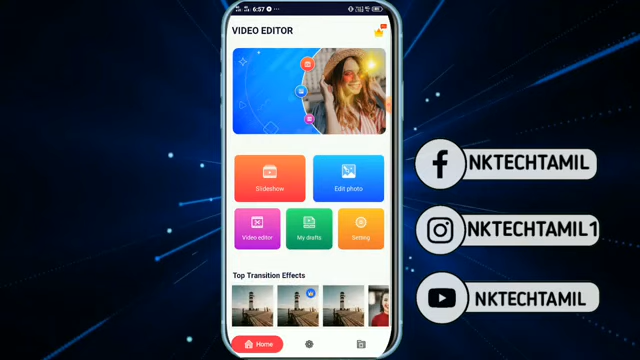 6:57
VIDEO EDITOR
Slideshow
Edit photo
Video editor
My drafts
Setting
Top Transition Effects
Home
NKTECHTAMIL
NKTECHTAMIL1
NKTECHTAMIL